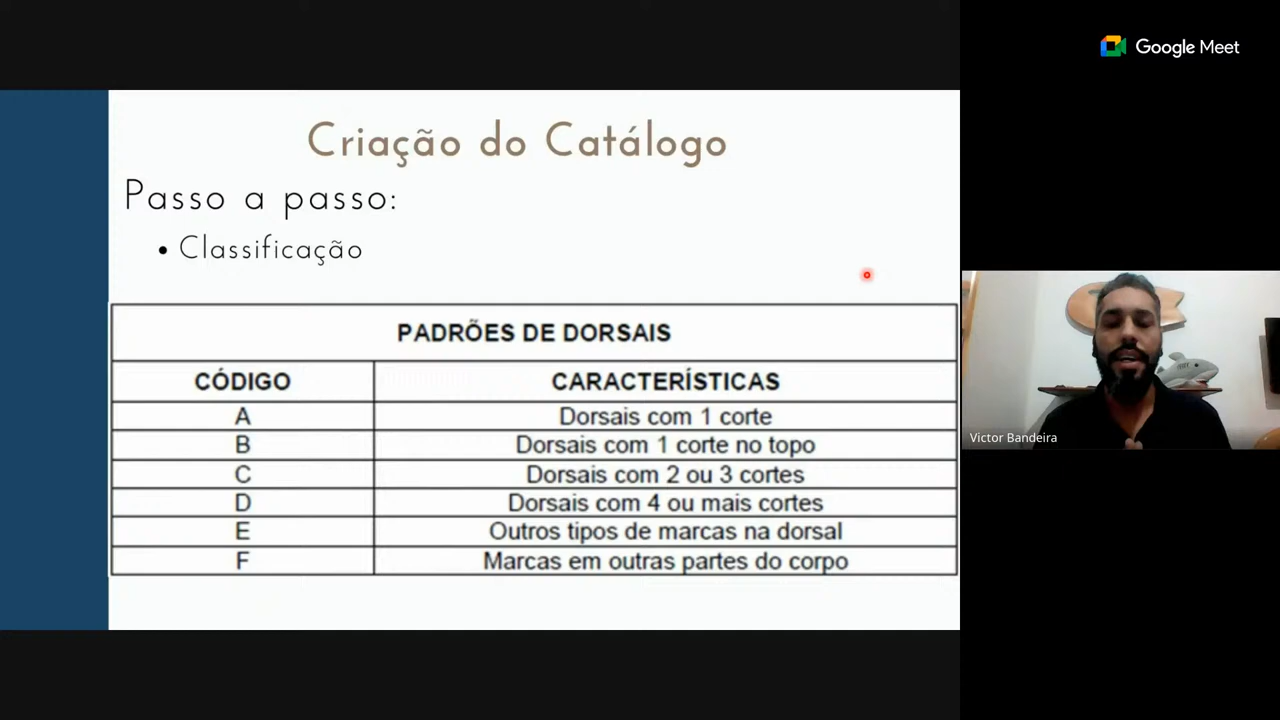 Google Meet
Criação do Catálogo
Passo a passo:
• Classificação
PADRÕES DE DORSAIS
CÓDIGO CARACTERÍSTICAS
A Dorsais com 1 corte
B Dorsais com 1 corte no topo
C Dorsais com 2 ou 3 cortes
D Dorsais com 4 ou mais cortes
E Outros tipos de marcas na dorsal
F Marcas em outras partes do corpo
Victor Bandeira